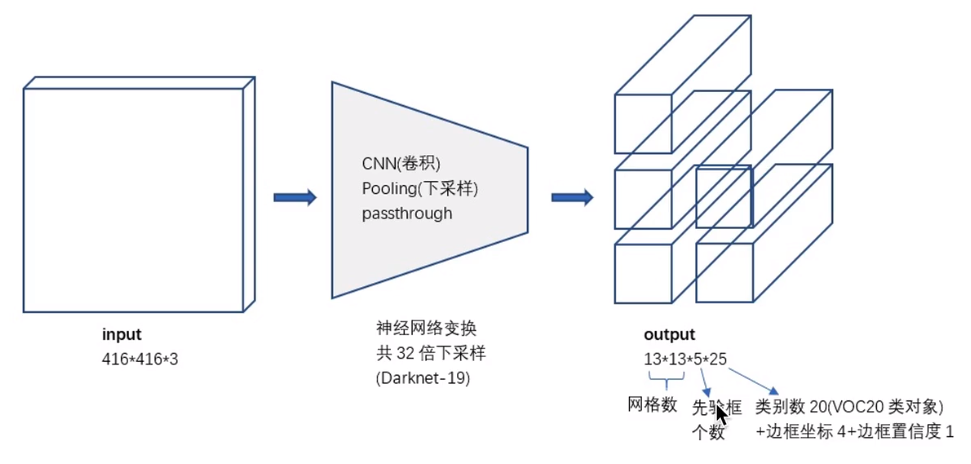 CNN(卷积)
Pooling(下采样)
passthrough
input
416*416*3
神经网络变换
共 32 倍下采样
(Darknet-19)
output
13*13*5*25
网格数
先验框
个数
类别数 20(VOC20 类对象)
+边框坐标 4+边框置信度 1